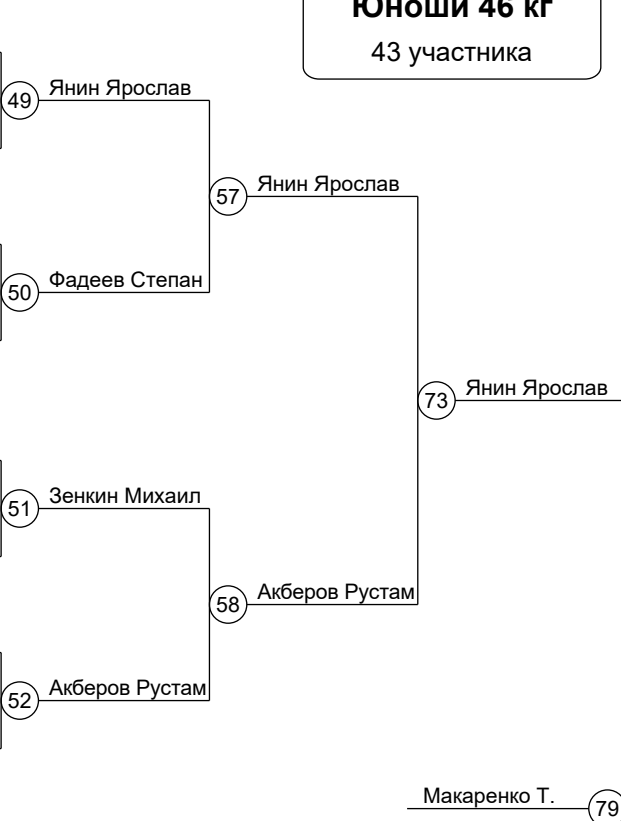 Юноши 46 кг
43 участника
49 Янин Ярослав
57 Янин Ярослав
50 Фадеев Степан
73 Янин Ярослав
51 Зенкин Михаил
58 Акберов Рустам
52 Акберов Рустам
Макаренко Т. 79